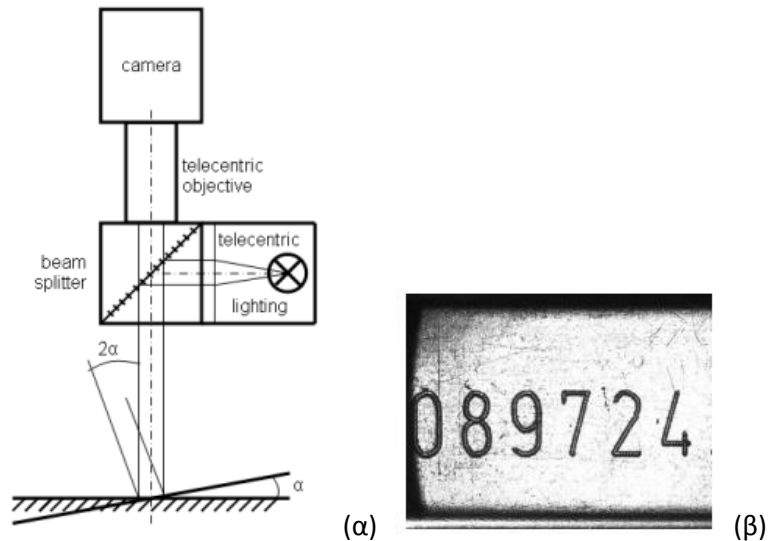 camera
telecentric
objective
beam
splitter
telecentric
lighting
2α
α
(α)
089724
(β)